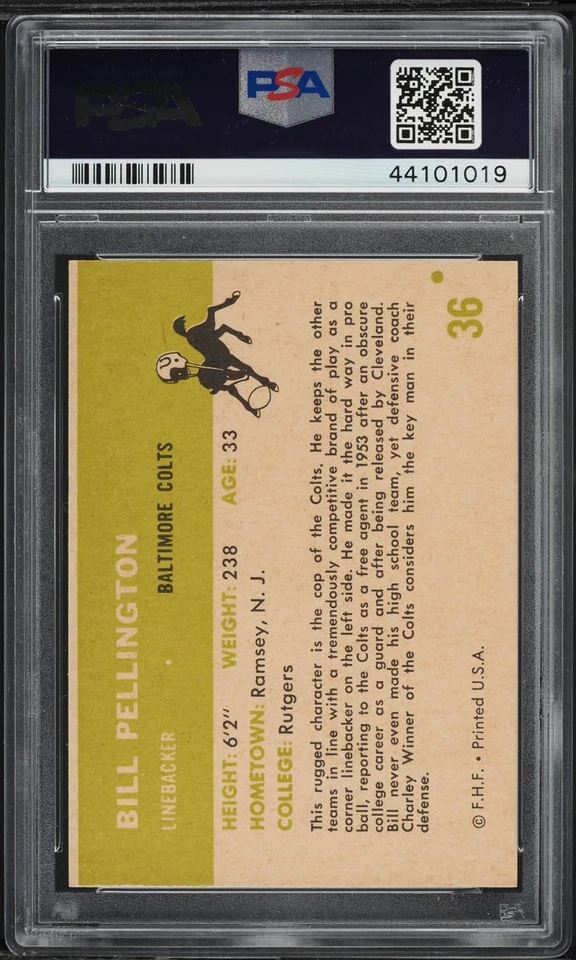 PSA
PSA
44101019
BILL PELLINGTON
LINEBACKER
BALTIMORE COLTS
HEIGHT: 6'2" WEIGHT: 238 AGE: 33
HOMETOWN: Ramsey, N. J.
COLLEGE: Rutgers
This rugged character is the cop of the Colts. He keeps the other
teams in line with a tremendously competitive brand of play as a
corner linebacker on the left side. He made it the hard way in pro
ball, reporting to the Colts as a free agent in 1953 after an obscure
college career as a guard and after being released by Cleveland.
Bill never even made his high school team, yet defensive coach
Charley Winner of the Colts considers him the key man in their
defense.
© F.H.F. • Printed U.S.A.
36